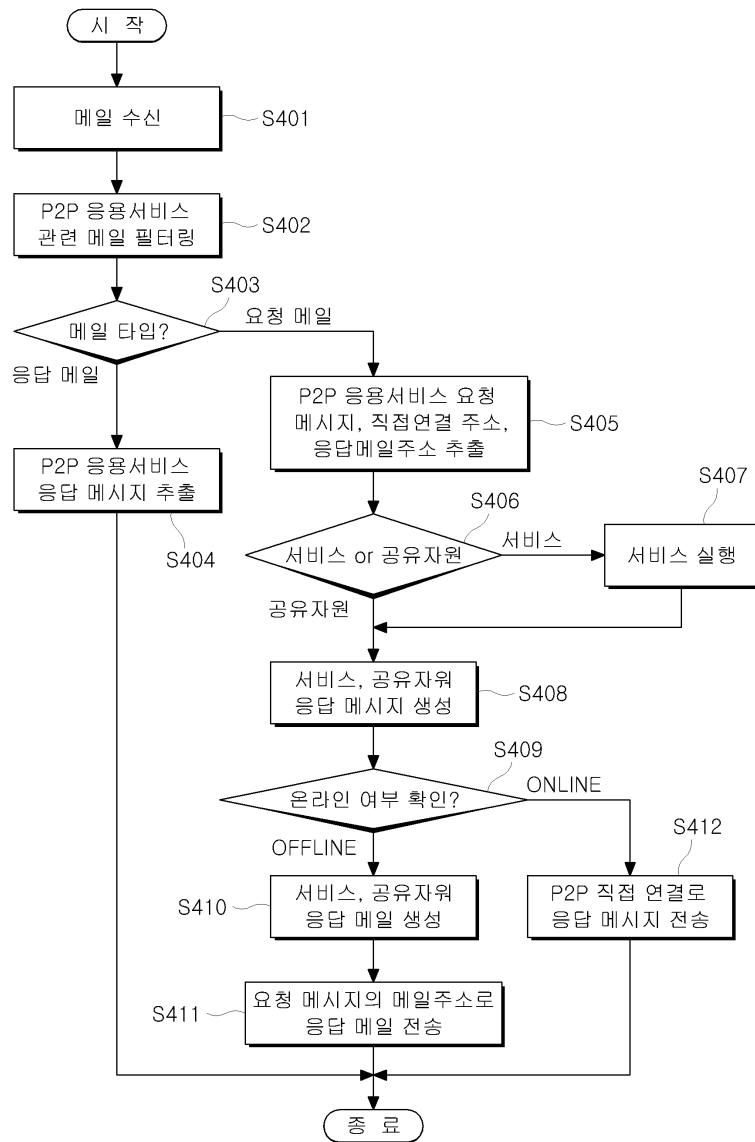 시 작
메일 수신
S401
P2P 응용서비스
관련 메일 필터링
S402
S403
메일 타입?
요청 메일
응답 메일
P2P 응용서비스 요청
메시지, 직접연결 주소,
응답메일주소 추출
S405
P2P 응용서비스
응답 메시지 추출
S404
S406
서비스 or 공유자원
서비스
공유자원
S407
서비스 실행
서비스, 공유자워
응답 메시지 생성
S408
S409
온라인 여부 확인?
ONLINE
OFFLINE
S410
서비스, 공유자워
응답 메일 생성
S412
P2P 직접 연결로
응답 메시지 전송
S411
요청 메시지의 메일주소로
응답 메일 전송
종 료